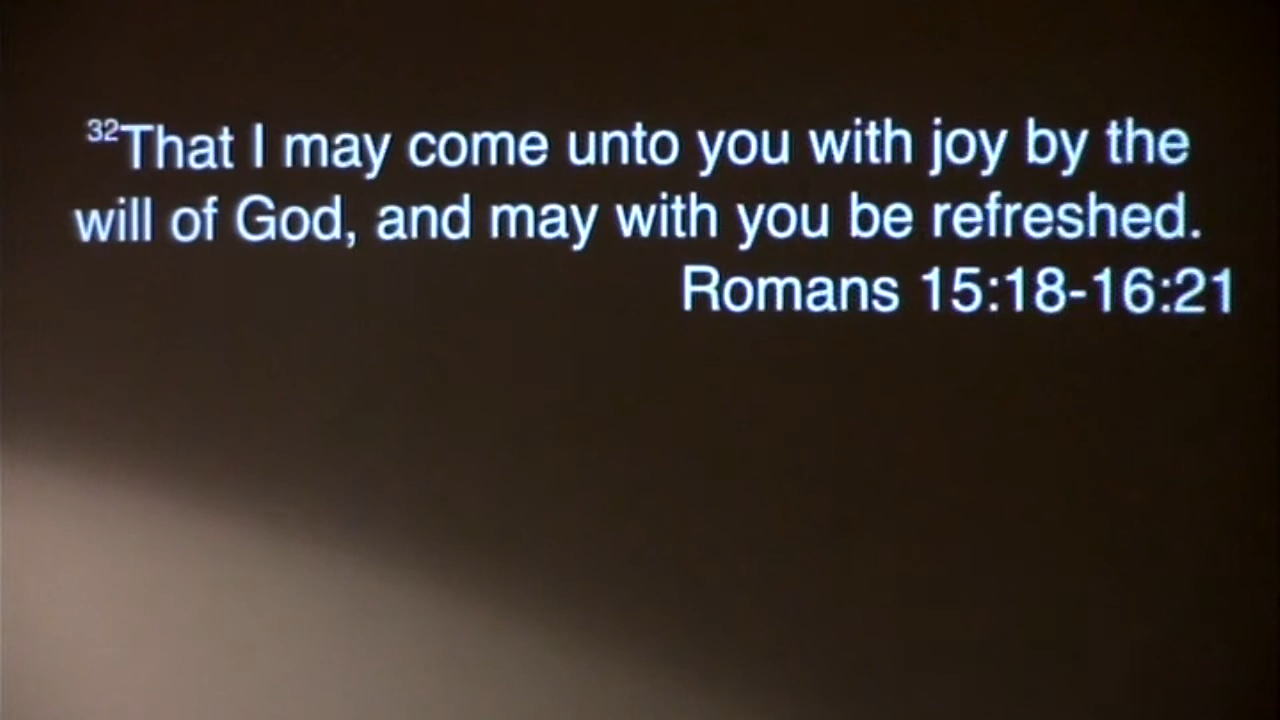 32That I may come unto you with joy by the
will of God, and may with you be refreshed.
Romans 15:18-16:21